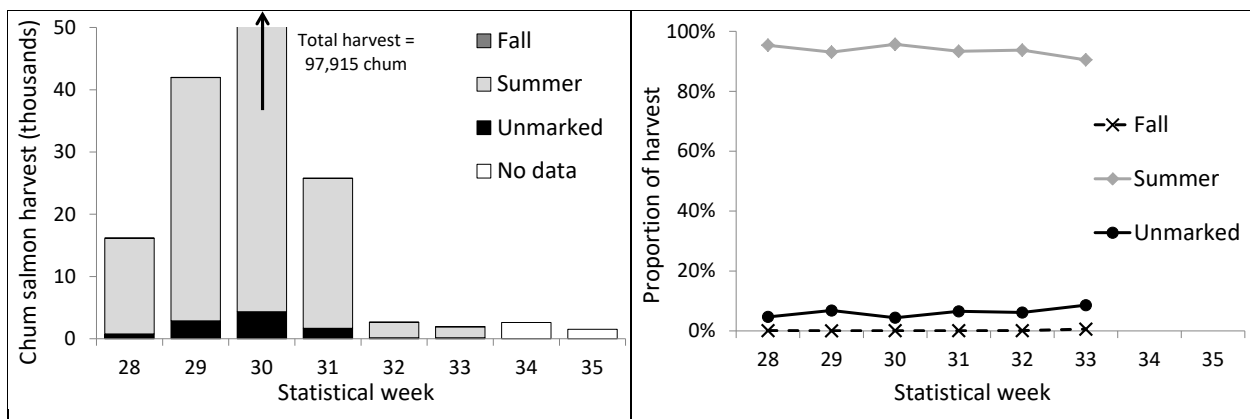 Chum salmon harvest (thousands)
50
40
30
20
10
0
Total harvest =
97,915 chum
Fall
Summer
Unmarked
No data
28 29 30 31 32 33 34 35
Statistical week
Proportion of harvest
100%
80%
60%
40%
20%
0%
Fall
Summer
Unmarked
28 29 30 31 32 33 34 35
Statistical week